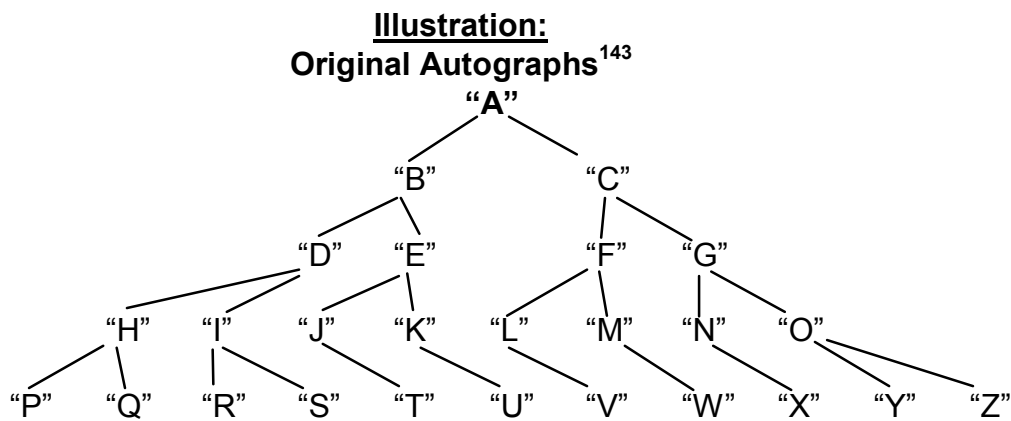 Illustration:
Original Autographs143
“A”
“B” “C”
“D” “E” “F” “G”
“H” “I” “J” “K” “L” “M” “N” “O”
“P” “Q” “R” “S” “T” “U” “V” “W” “X” “Y” “Z”